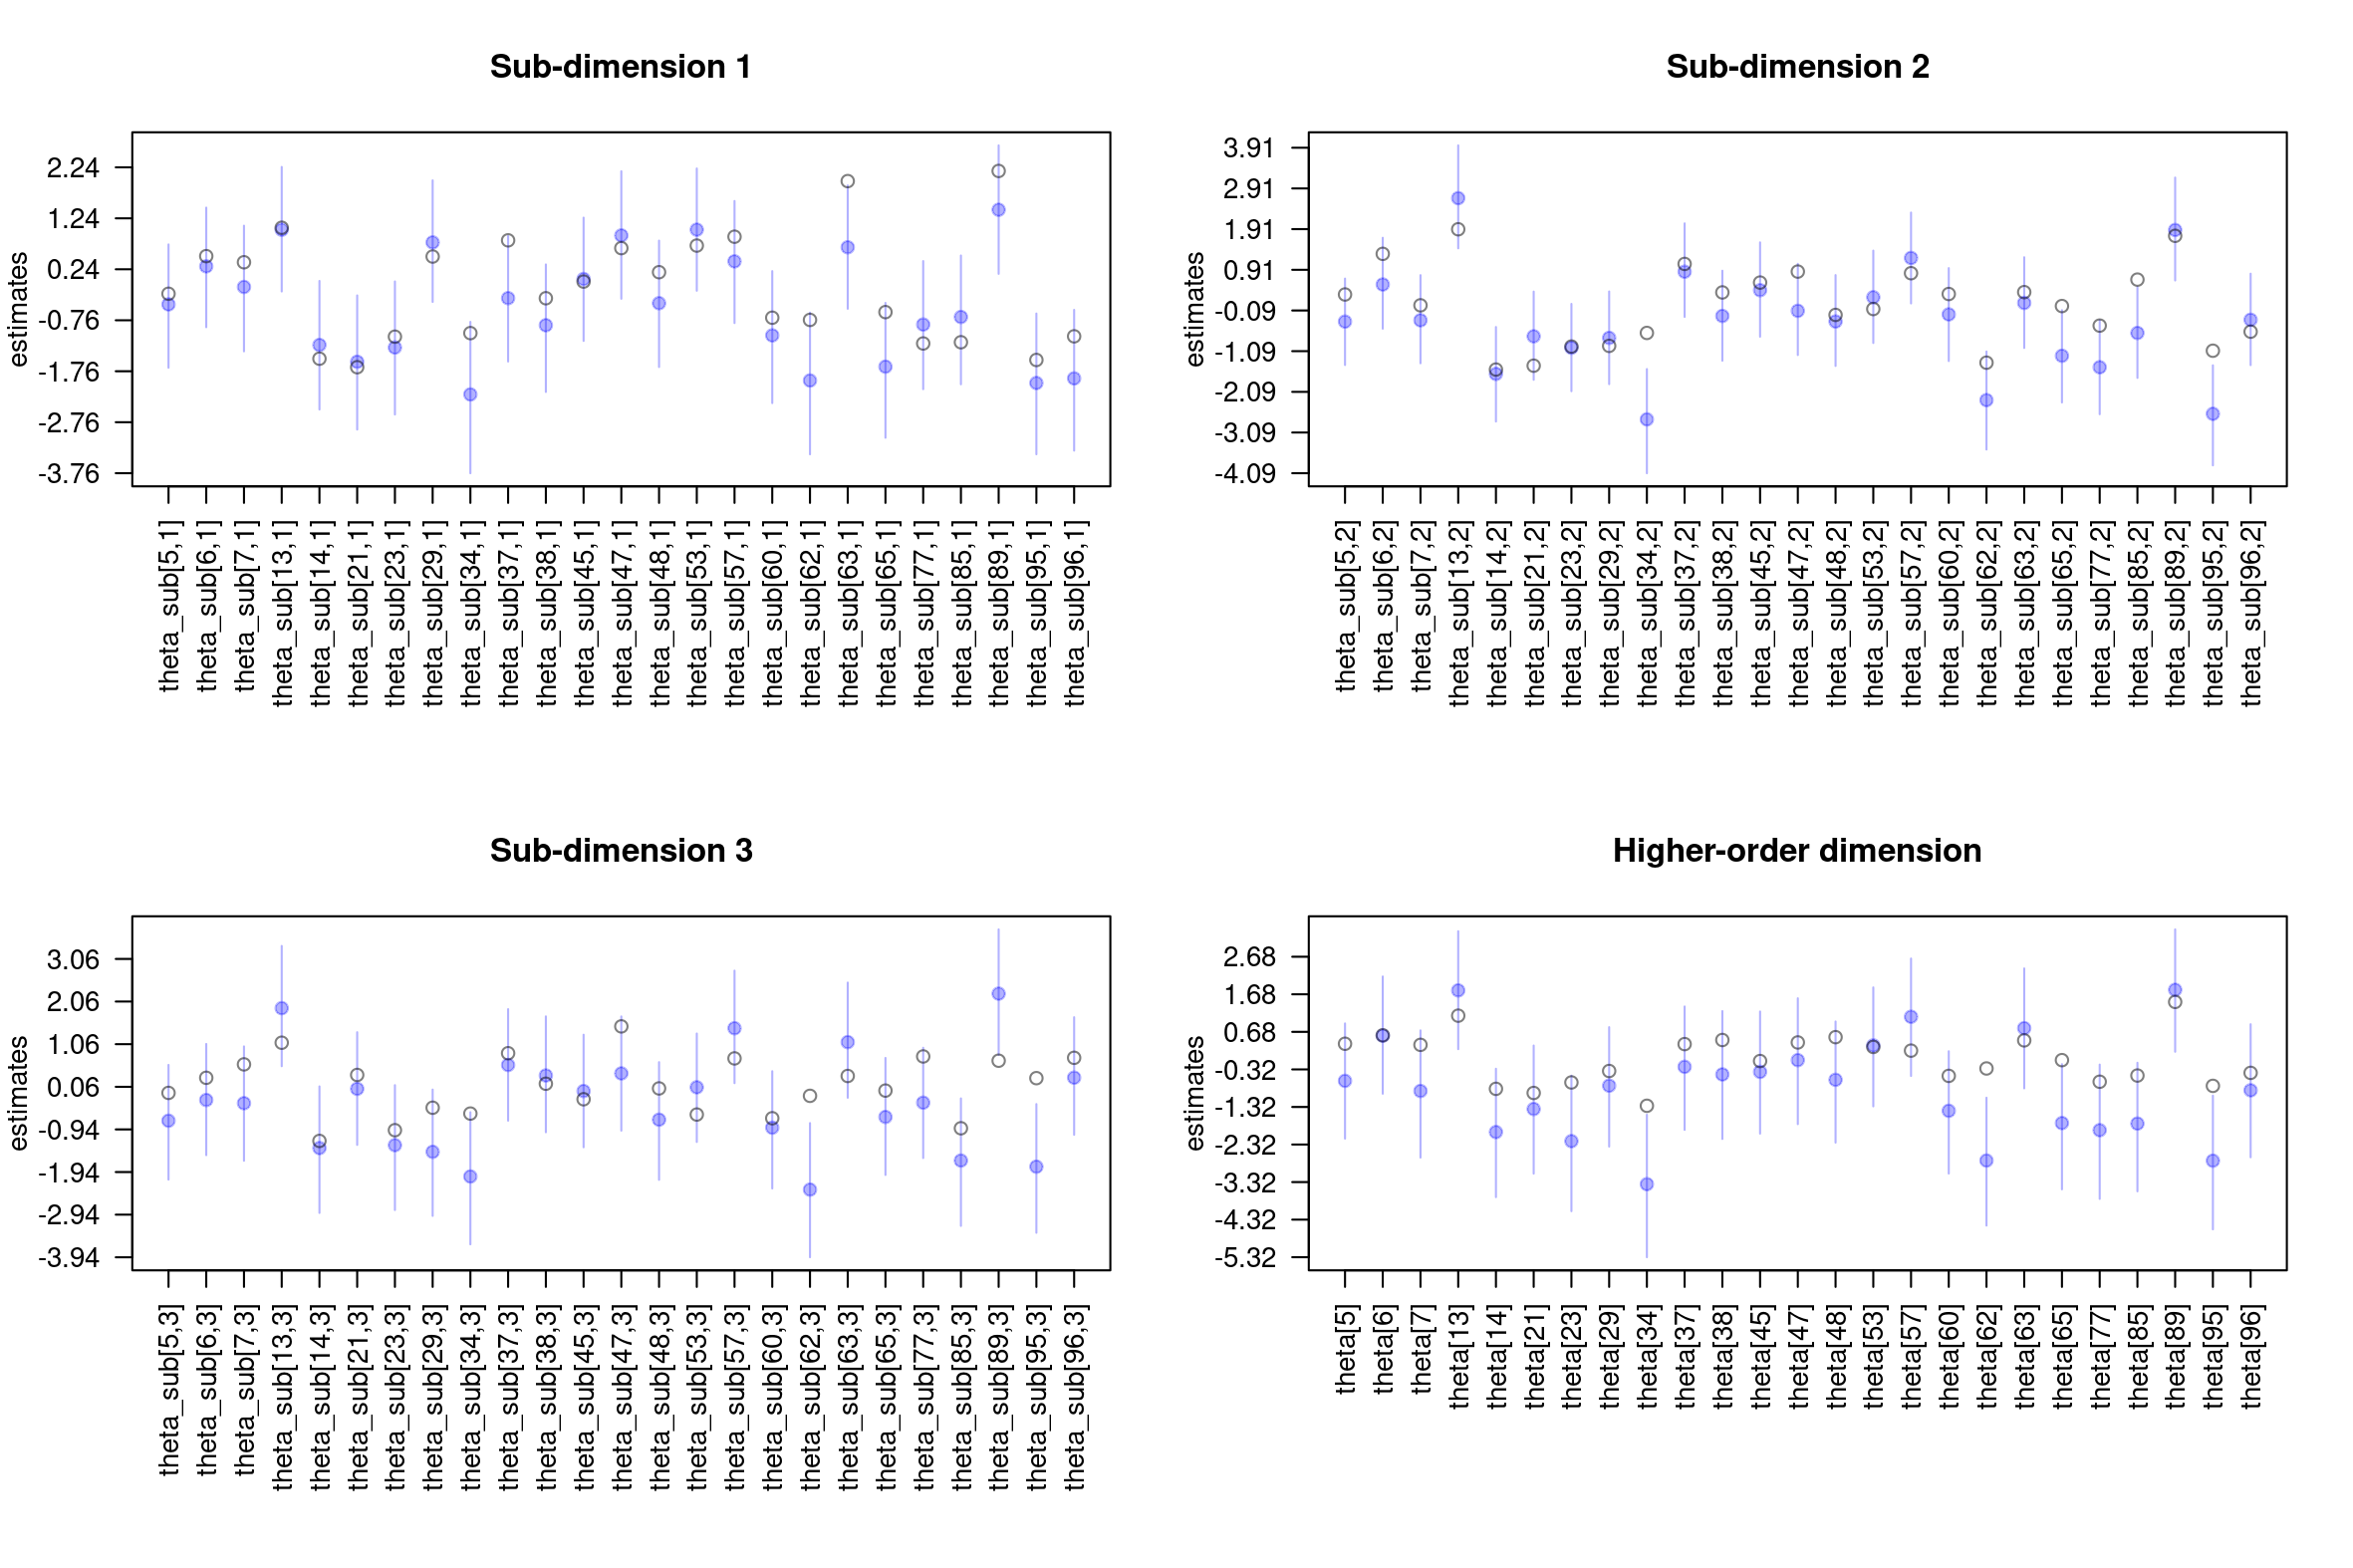 Sub-dimension 1
estimates
2.24
1.24
0.24
-0.76
-1.76
-2.76
-3.76
theta_sub[5,1]
theta_sub[6,1]
theta_sub[7,1]
theta_sub[13,1]
theta_sub[14,1]
theta_sub[21,1]
theta_sub[23,1]
theta_sub[29,1]
theta_sub[34,1]
theta_sub[37,1]
theta_sub[38,1]
theta_sub[45,1]
theta_sub[47,1]
theta_sub[48,1]
theta_sub[53,1]
theta_sub[57,1]
theta_sub[60,1]
theta_sub[62,1]
theta_sub[63,1]
theta_sub[65,1]
theta_sub[77,1]
theta_sub[85,1]
theta_sub[89,1]
theta_sub[95,1]
theta_sub[96,1]
Sub-dimension 2
estimates
3.91
2.91
1.91
0.91
-0.09
-1.09
-2.09
-3.09
-4.09
theta_sub[5,2]
theta_sub[6,2]
theta_sub[7,2]
theta_sub[13,2]
theta_sub[14,2]
theta_sub[21,2]
theta_sub[23,2]
theta_sub[29,2]
theta_sub[34,2]
theta_sub[37,2]
theta_sub[38,2]
theta_sub[45,2]
theta_sub[47,2]
theta_sub[48,2]
theta_sub[53,2]
theta_sub[57,2]
theta_sub[60,2]
theta_sub[62,2]
theta_sub[63,2]
theta_sub[65,2]
theta_sub[77,2]
theta_sub[85,2]
theta_sub[89,2]
theta_sub[95,2]
theta_sub[96,2]
Sub-dimension 3
estimates
3.06
2.06
1.06
0.06
-0.94
-1.94
-2.94
-3.94
theta_sub[5,3]
theta_sub[6,3]
theta_sub[7,3]
theta_sub[13,3]
theta_sub[14,3]
theta_sub[21,3]
theta_sub[23,3]
theta_sub[29,3]
theta_sub[34,3]
theta_sub[37,3]
theta_sub[38,3]
theta_sub[45,3]
theta_sub[47,3]
theta_sub[48,3]
theta_sub[53,3]
theta_sub[57,3]
theta_sub[60,3]
theta_sub[62,3]
theta_sub[63,3]
theta_sub[65,3]
theta_sub[77,3]
theta_sub[85,3]
theta_sub[89,3]
theta_sub[95,3]
theta_sub[96,3]
Higher-order dimension
estimates
2.68
1.68
0.68
-0.32
-1.32
-2.32
-3.32
-4.32
-5.32
theta[5]
theta[6]
theta[7]
theta[13]
theta[14]
theta[21]
theta[23]
theta[29]
theta[34]
theta[37]
theta[38]
theta[45]
theta[47]
theta[48]
theta[53]
theta[57]
theta[60]
theta[62]
theta[63]
theta[65]
theta[77]
theta[85]
theta[89]
theta[95]
theta[96]